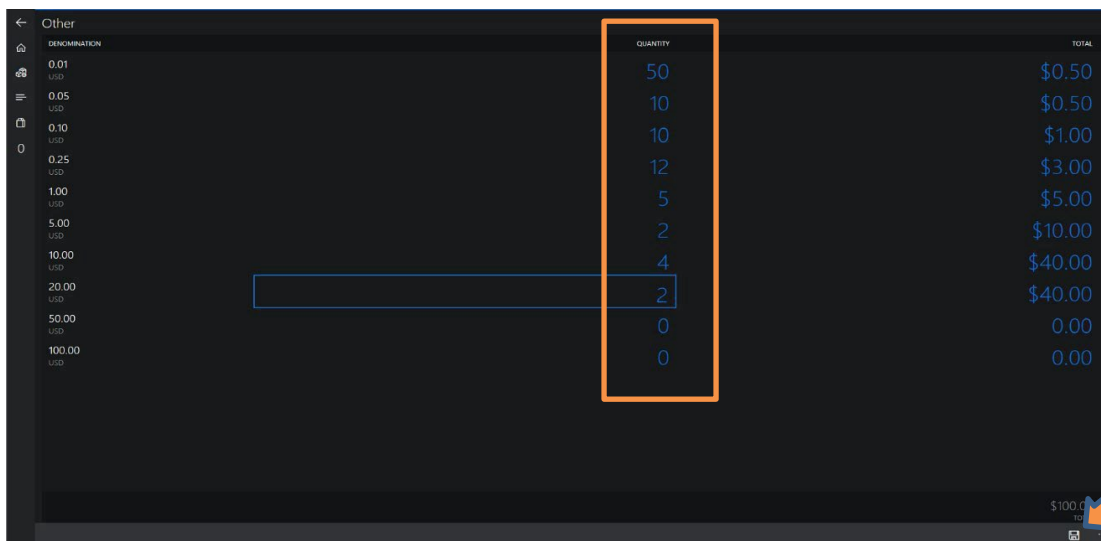 Other
DENOMINATION QUANTITY TOTAL
0.01 50 $0.50
USD
0.05 10 $0.50
USD
0.10 10 $1.00
USD
0 0.25 12 $3.00
USD
1.00 5 $5.00
USD
5.00 2 $10.00
USD
10.00 4 $40.00
USD
20.00 2 $40.00
USD
50.00 0 0.00
USD
100.00 0 0.00
USD
$100.0
TO